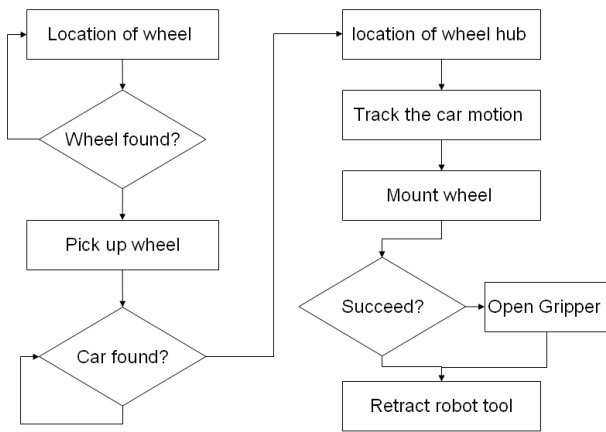 Location of wheel
Wheel found?
Pick up wheel
Car found?
location of wheel hub
Track the car motion
Mount wheel
Succeed?
Open Gripper
Retract robot tool